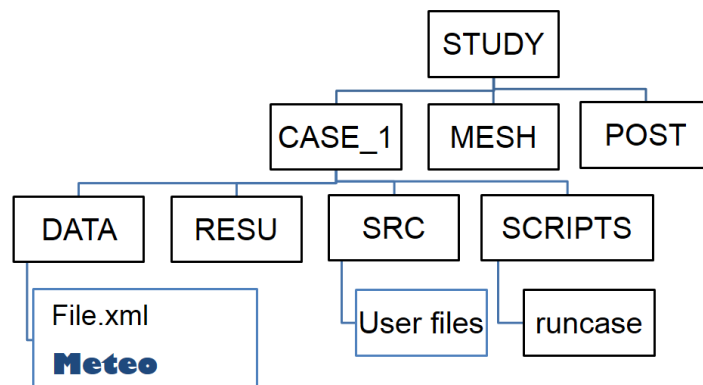 STUDY
CASE_1
MESH
POST
DATA
RESU
SRC
SCRIPTS
File.xml
Meteo
User files
runcase